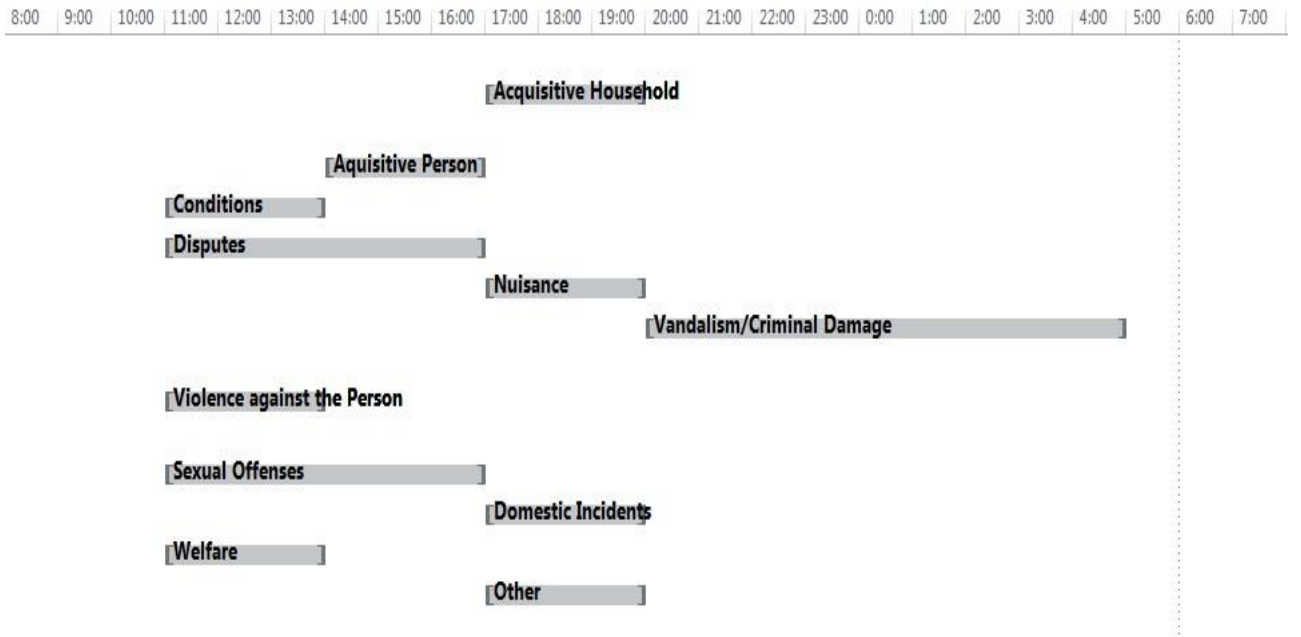 8:00 9:00 10:00 11:00 12:00 13:00 14:00 15:00 16:00 17:00 18:00 19:00 20:00 21:00 22:00 23:00 0:00 1:00 2:00 3:00 4:00 5:00 6:00 7:00
Acquisitive Household
Aquisitive Person
Conditions
Disputes
Nuisance
Vandalism/Criminal Damage
Violence against the Person
Sexual Offenses
Domestic Incidents
Welfare
Other